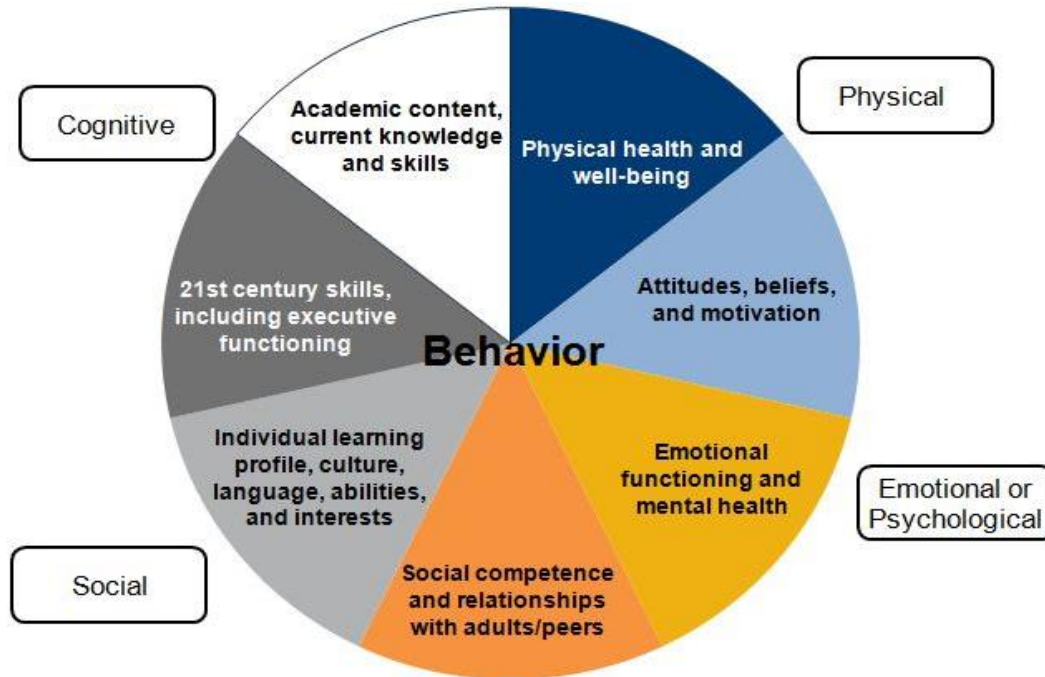 Cognitive
Physical
Academic content,
current knowledge
and skills
Physical health and
well-being
Attitudes, beliefs,
and motivation
21st century skills,
including executive
functioning
Behavior
Individual learning
profile, culture,
language, abilities,
and interests
Emotional
functioning and
mental health
Emotional or
Psychological
Social
Social competence
and relationships
with adults/peers